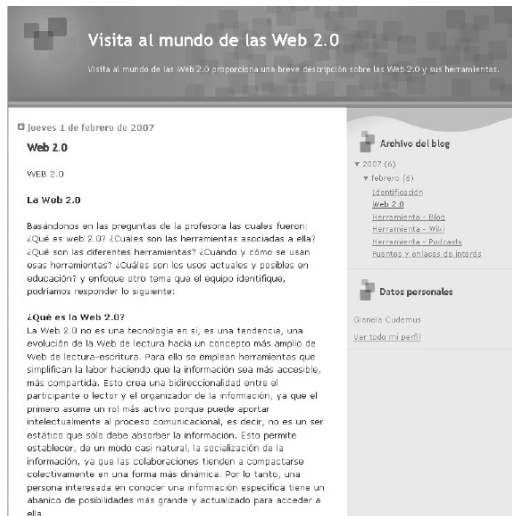 Visita al mundo de las Web 2.0
Visita al mundo de las Web 2.0 proporciona una breve descripción sobre las Web 2.0 y sus herramientas.
jueves 1 de febrero de 2007
Web 2.0
WEB 2.0
La Web 2.0
Basándonos en las preguntas de la profesora las cuales fueron:
¿Qué es web 2.0? ¿Cuáles son las herramientas asociadas a ella?
¿Qué son las diferentes herramientas? ¿Cuándo y cómo se usan
esas herramientas? ¿Cuáles son los usos actuales y posibles en
educación? y enfoque otro tema que el equipo identifique,
podríamos responder lo siguiente:
¿Qué es la Web 2.0?
La Web 2.0 no es una tecnología en sí, es una tendencia, una
evolución de la Web de lectura hacia un concepto más amplio de
Web de lectura-escritura. Para ello se emplean herramientas que
simplifican la labor haciendo que la información sea más accesible,
más compartida. Esto crea una bidireccionalidad entre el
participante o lector y el organizador de la información, ya que el
primero asume un rol más activo porque puede aportar
intelectualmente al proceso comunicacional, es decir, no es un ser
estático que sólo debe absorber la información. Esto permite
establecer, de un modo casi natural, la socialización de la
información, ya que las colaboraciones tienden a compactarse
colectivamente en una forma más dinámica. Por lo tanto, una
persona interesada en conocer una información específica tiene un
abanico de posibilidades más grande y actualizado para acceder a
ella.
Archivo del blog
▼ 2007 (6)
▼ febrero (6)
Identificación
Web 2.0
Herramienta - Blog
Herramienta - Wiki
Herramienta - Podcasts
Fuentes y enlaces de interés
Datos personales
Gianela Cudemus
Ver todo mi perfil